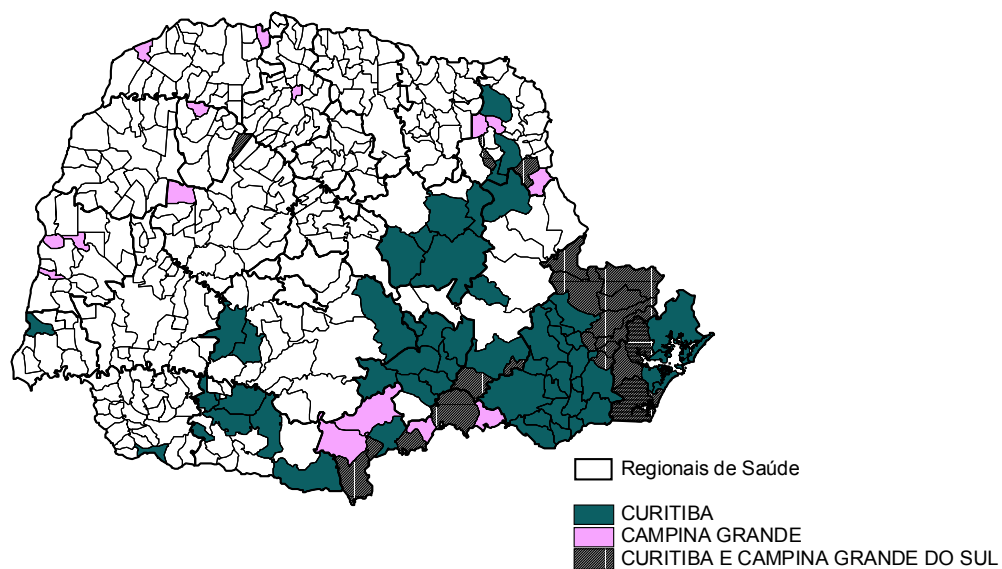 Regionais de Saúde
CURITIBA
CAMPINA GRANDE
CURITIBA E CAMPINA GRANDE DO SUL